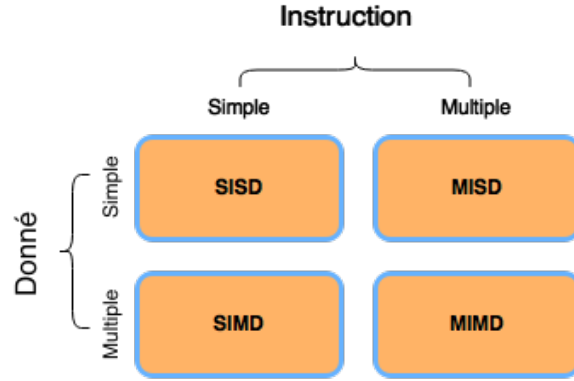 Instruction
Simple Multiple
Donné
Simple
SISD MISD
Multiple
SIMD MIMD